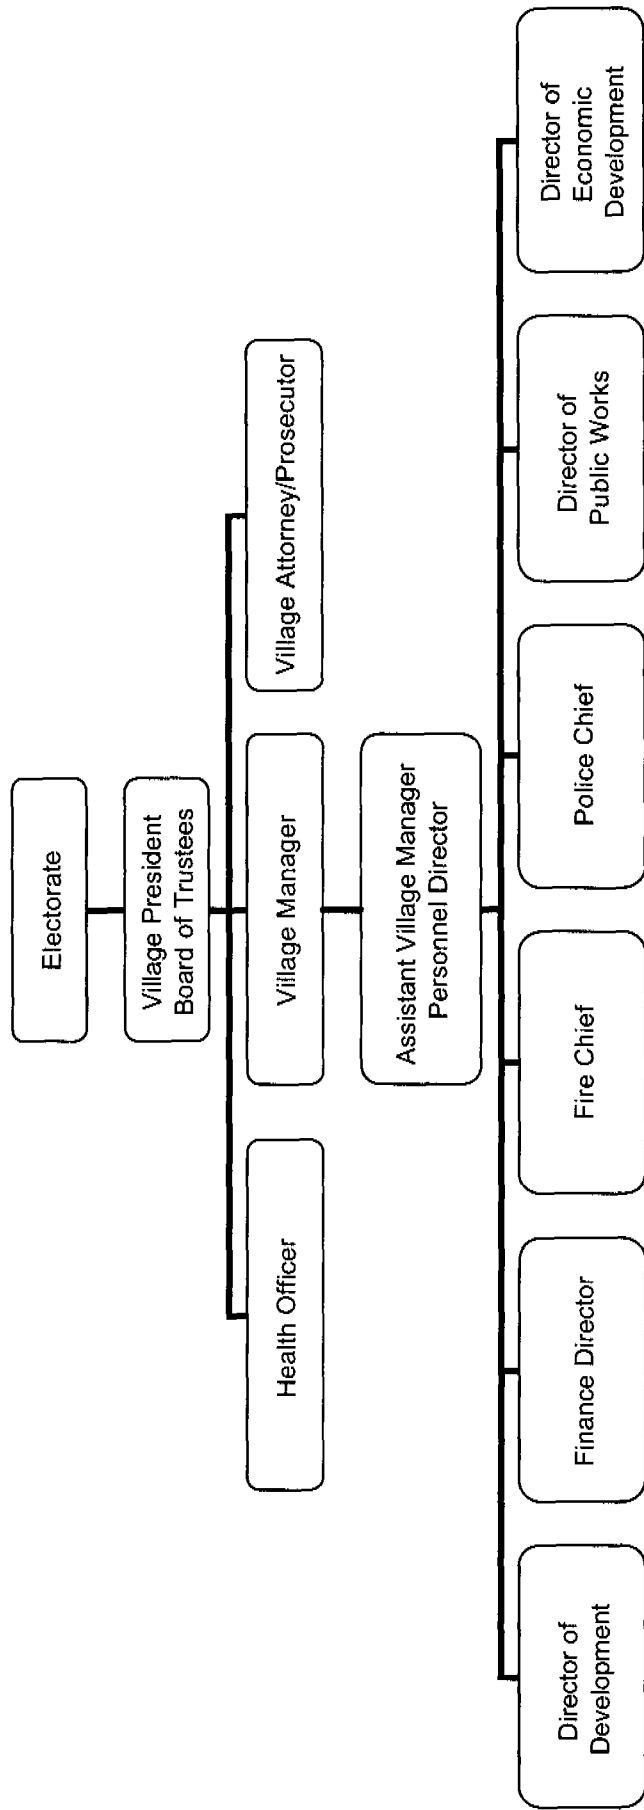 Electorate
Village President
Board of Trustees
Health Officer
Village Manager
Village Attorney/Prosecutor
Assistant Village Manager
Personnel Director
Director of
Development
Finance Director
Fire Chief
Police Chief
Director of
Public Works
Director of
Economic
Development